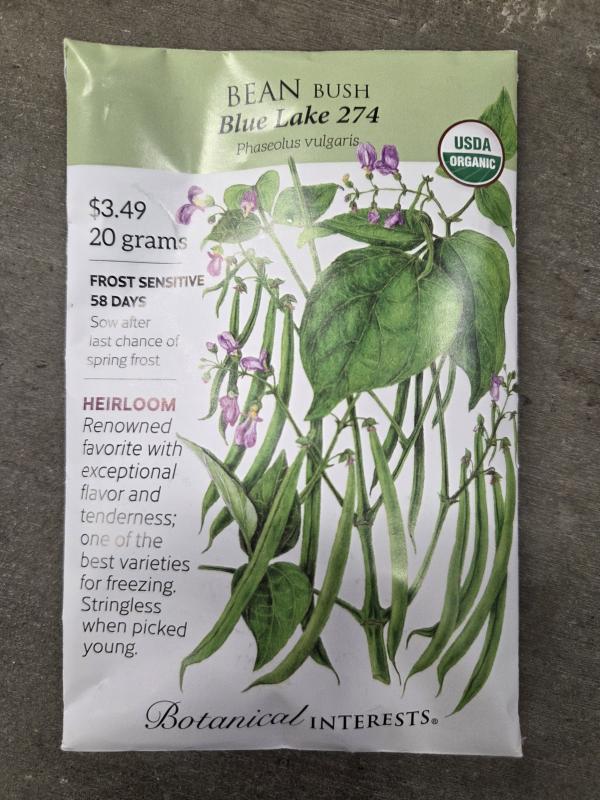 BEAN BUSH
Blue Lake 274
Phaseolus vulgaris
USDA
ORGANIC
$3.49
20 grams
FROST SENSITIVE
58 DAYS
Sow after
last chance of
spring frost
HEIRLOOM
Renowned
favorite with
exceptional
flavor and
tenderness;
one of the
best varieties
for freezing.
Stringless
when picked
young.
Botanical INTERESTS®